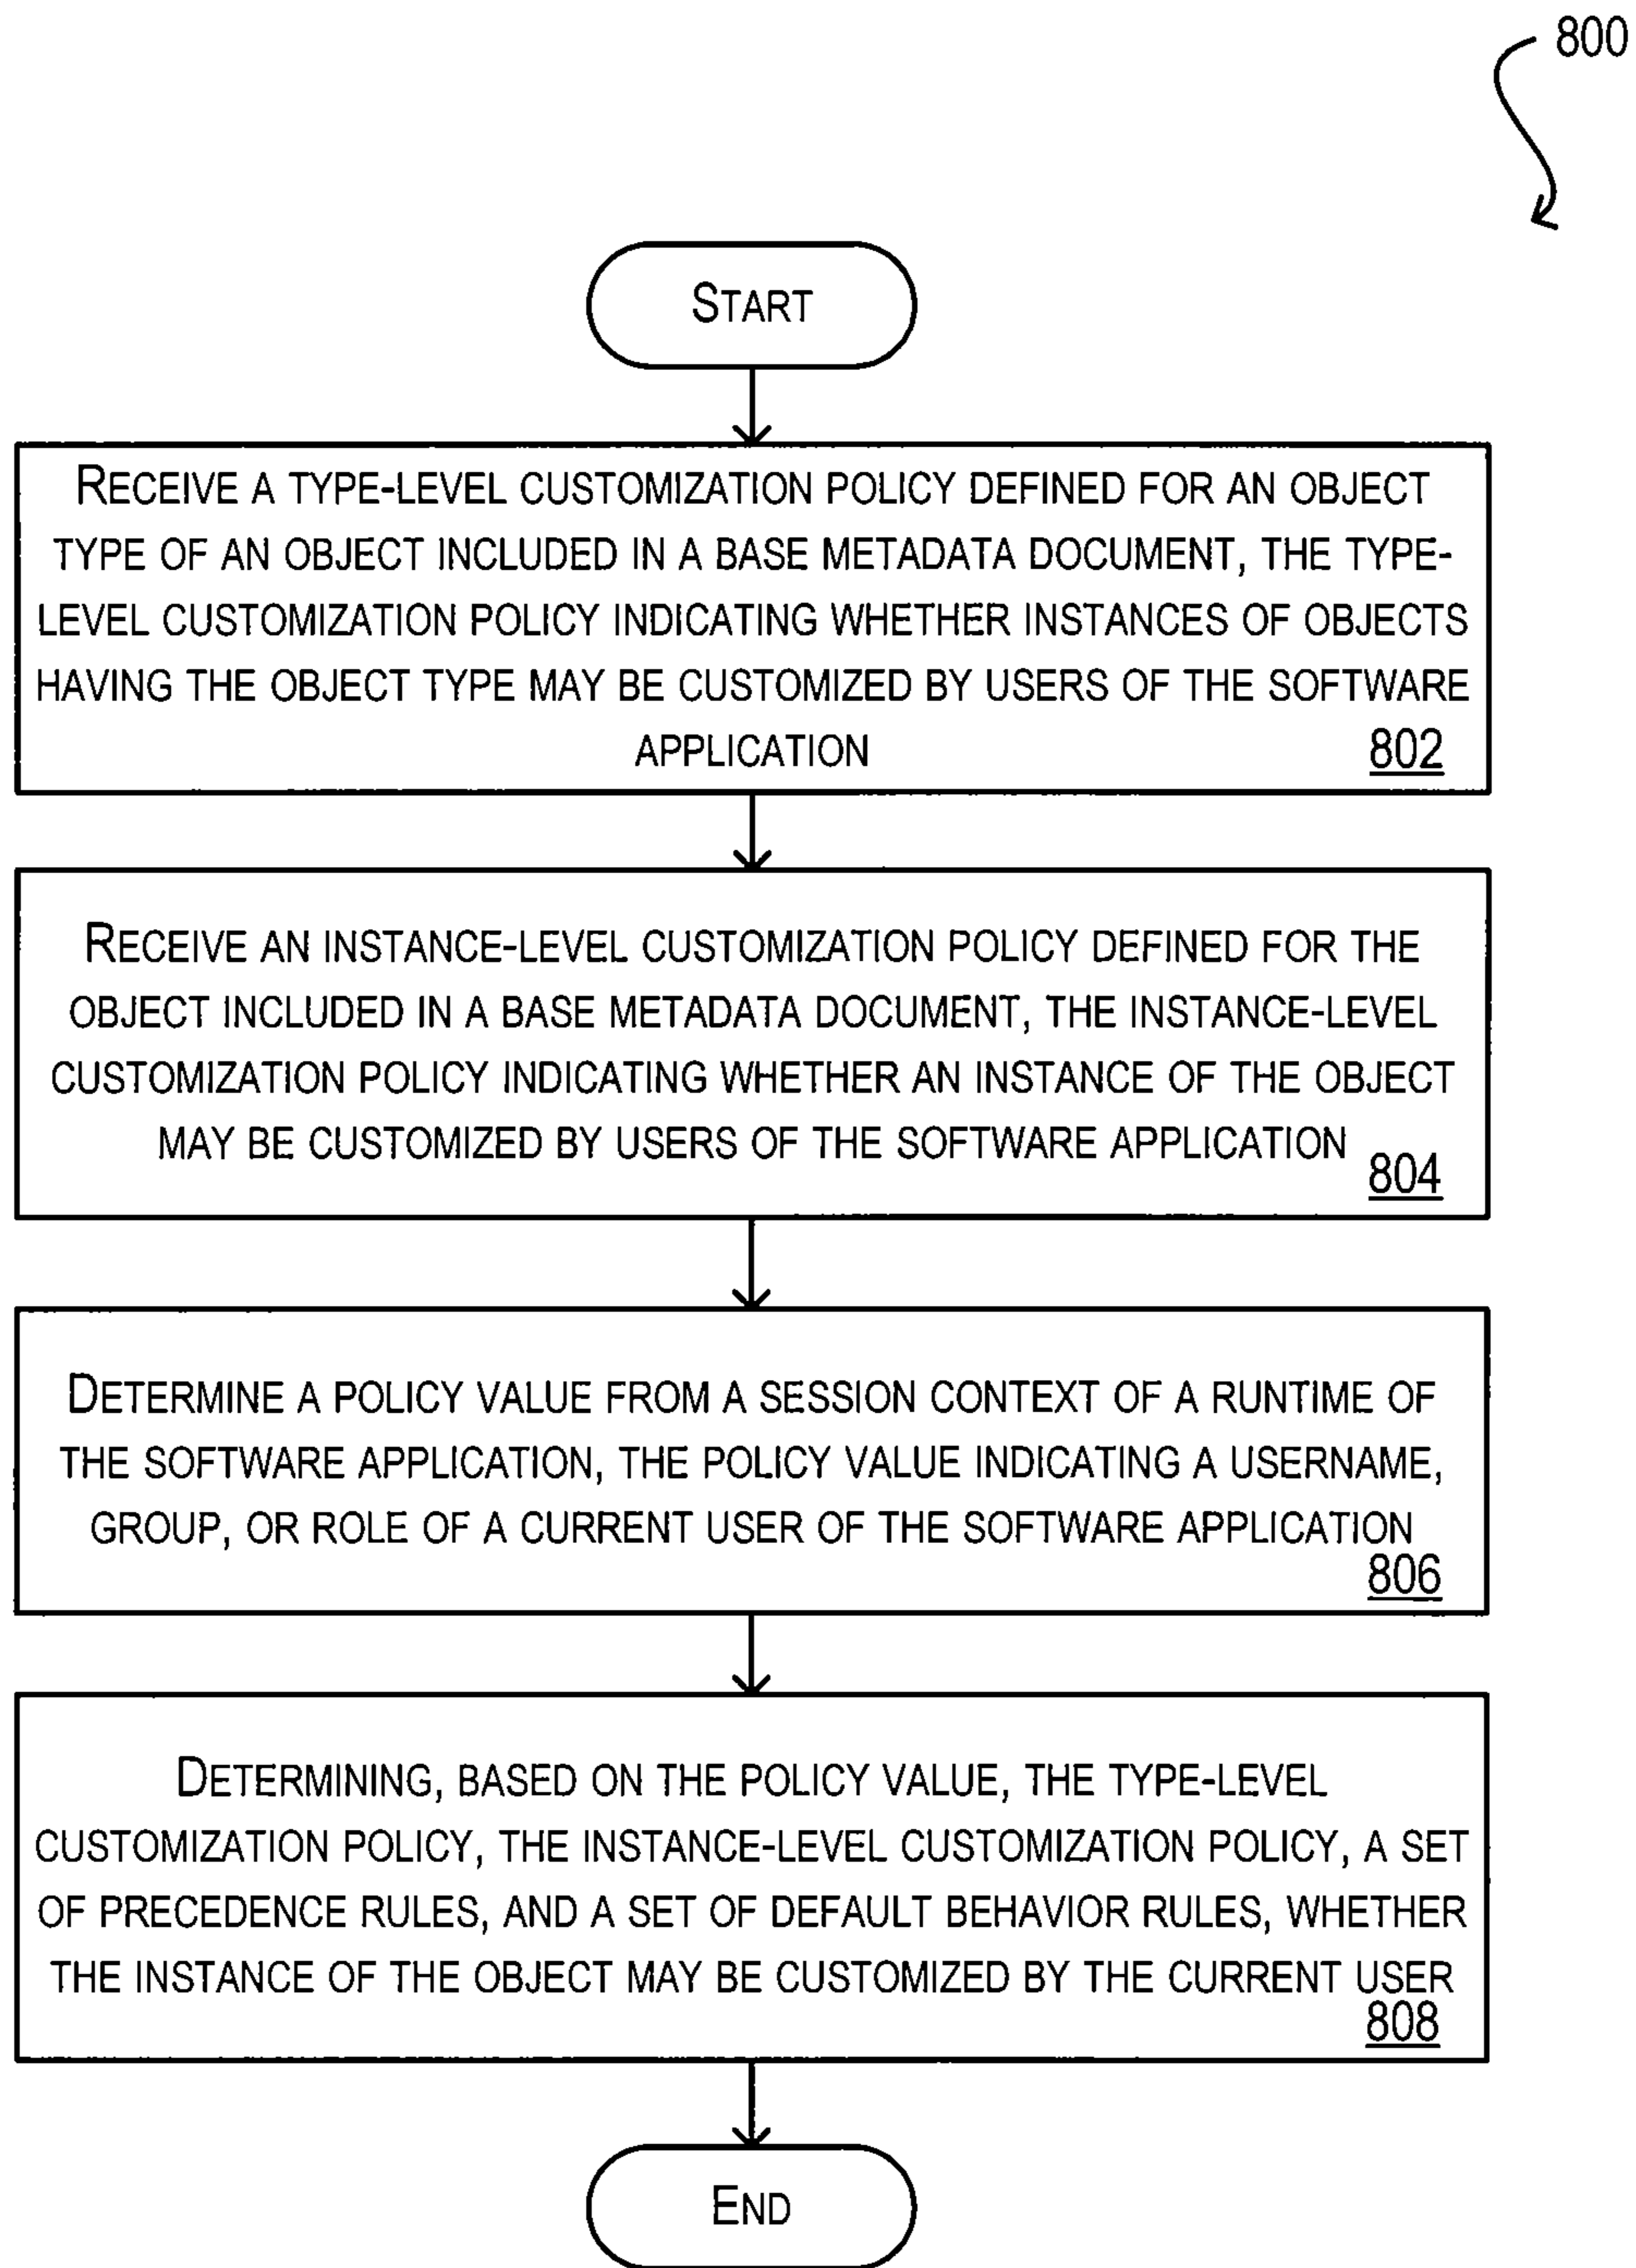 800
START
RECEIVE A TYPE-LEVEL CUSTOMIZATION POLICY DEFINED FOR AN OBJECT
TYPE OF AN OBJECT INCLUDED IN A BASE METADATA DOCUMENT, THE TYPE-
LEVEL CUSTOMIZATION POLICY INDICATING WHETHER INSTANCES OF OBJECTS
HAVING THE OBJECT TYPE MAY BE CUSTOMIZED BY USERS OF THE SOFTWARE
APPLICATION
802
RECEIVE AN INSTANCE-LEVEL CUSTOMIZATION POLICY DEFINED FOR THE
OBJECT INCLUDED IN A BASE METADATA DOCUMENT, THE INSTANCE-LEVEL
CUSTOMIZATION POLICY INDICATING WHETHER AN INSTANCE OF THE OBJECT
MAY BE CUSTOMIZED BY USERS OF THE SOFTWARE APPLICATION
804
DETERMINE A POLICY VALUE FROM A SESSION CONTEXT OF A RUNTIME OF
THE SOFTWARE APPLICATION, THE POLICY VALUE INDICATING A USERNAME,
GROUP, OR ROLE OF A CURRENT USER OF THE SOFTWARE APPLICATION
806
DETERMINING, BASED ON THE POLICY VALUE, THE TYPE-LEVEL
CUSTOMIZATION POLICY, THE INSTANCE-LEVEL CUSTOMIZATION POLICY, A SET
OF PRECEDENCE RULES, AND A SET OF DEFAULT BEHAVIOR RULES, WHETHER
THE INSTANCE OF THE OBJECT MAY BE CUSTOMIZED BY THE CURRENT USER
808
END